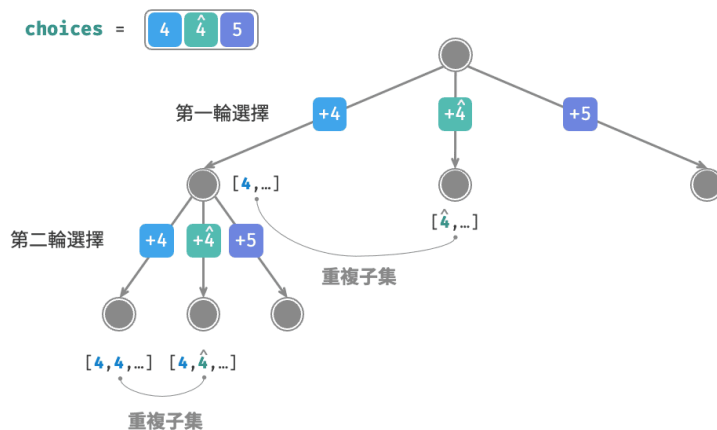 choices = 4 4̂ 5
第一輪選擇 +4 +4̂ +5
[4,…]
[4̂,…]
第二輪選擇 +4 +4̂ +5
重複子集
[4,4,…] [4,4̂,…]
重複子集